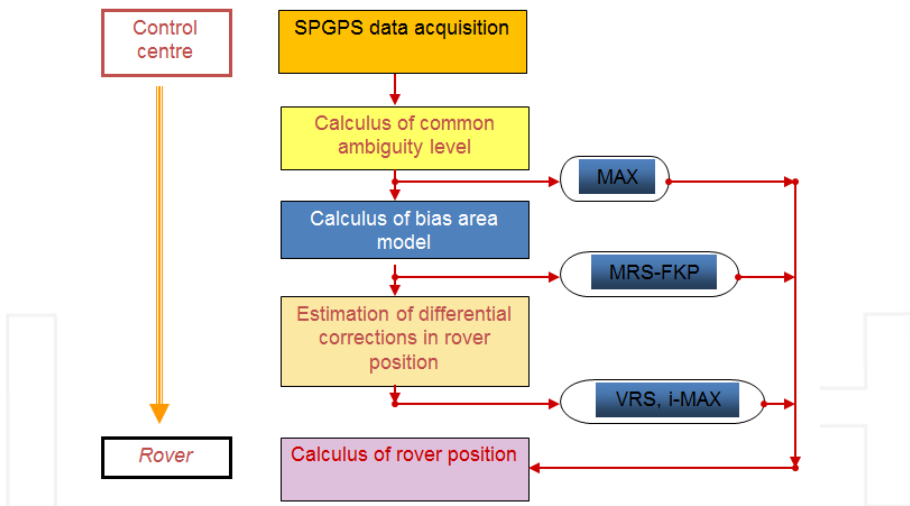 Control
centre
SPGPS data acquisition
Calculus of common
ambiguity level
MAX
Calculus of bias area
model
MRS-FKP
Estimation of differential
corrections in rover
position
VRS, i-MAX
Rover
Calculus of rover position